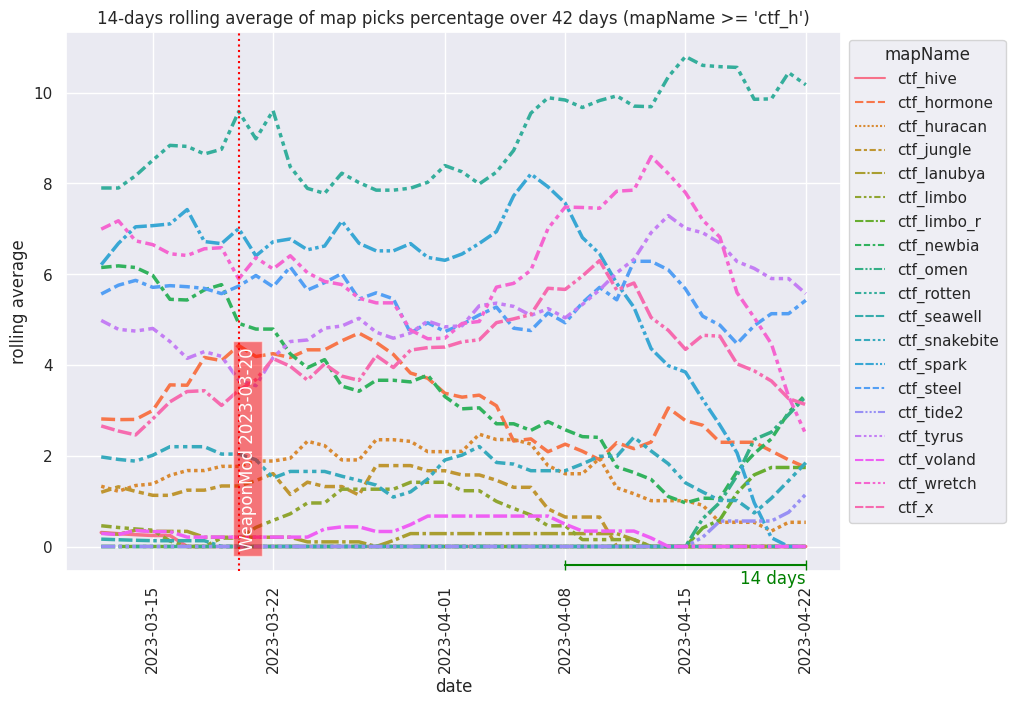 14-days rolling average of map picks percentage over 42 days (mapName >= 'ctf_h')
rolling average
10
8
6
4
2
0
WeaponMod 2023-03-20
14 days
2023-03-15
2023-03-22
2023-04-01
2023-04-08
2023-04-15
2023-04-22
date
mapName
ctf_hive
ctf_hormone
ctf_huracan
ctf_jungle
ctf_lanubya
ctf_limbo
ctf_limbo_r
ctf_newbia
ctf_omen
ctf_rotten
ctf_seawell
ctf_snakebite
ctf_spark
ctf_steel
ctf_tide2
ctf_tyrus
ctf_voland
ctf_wretch
ctf_x